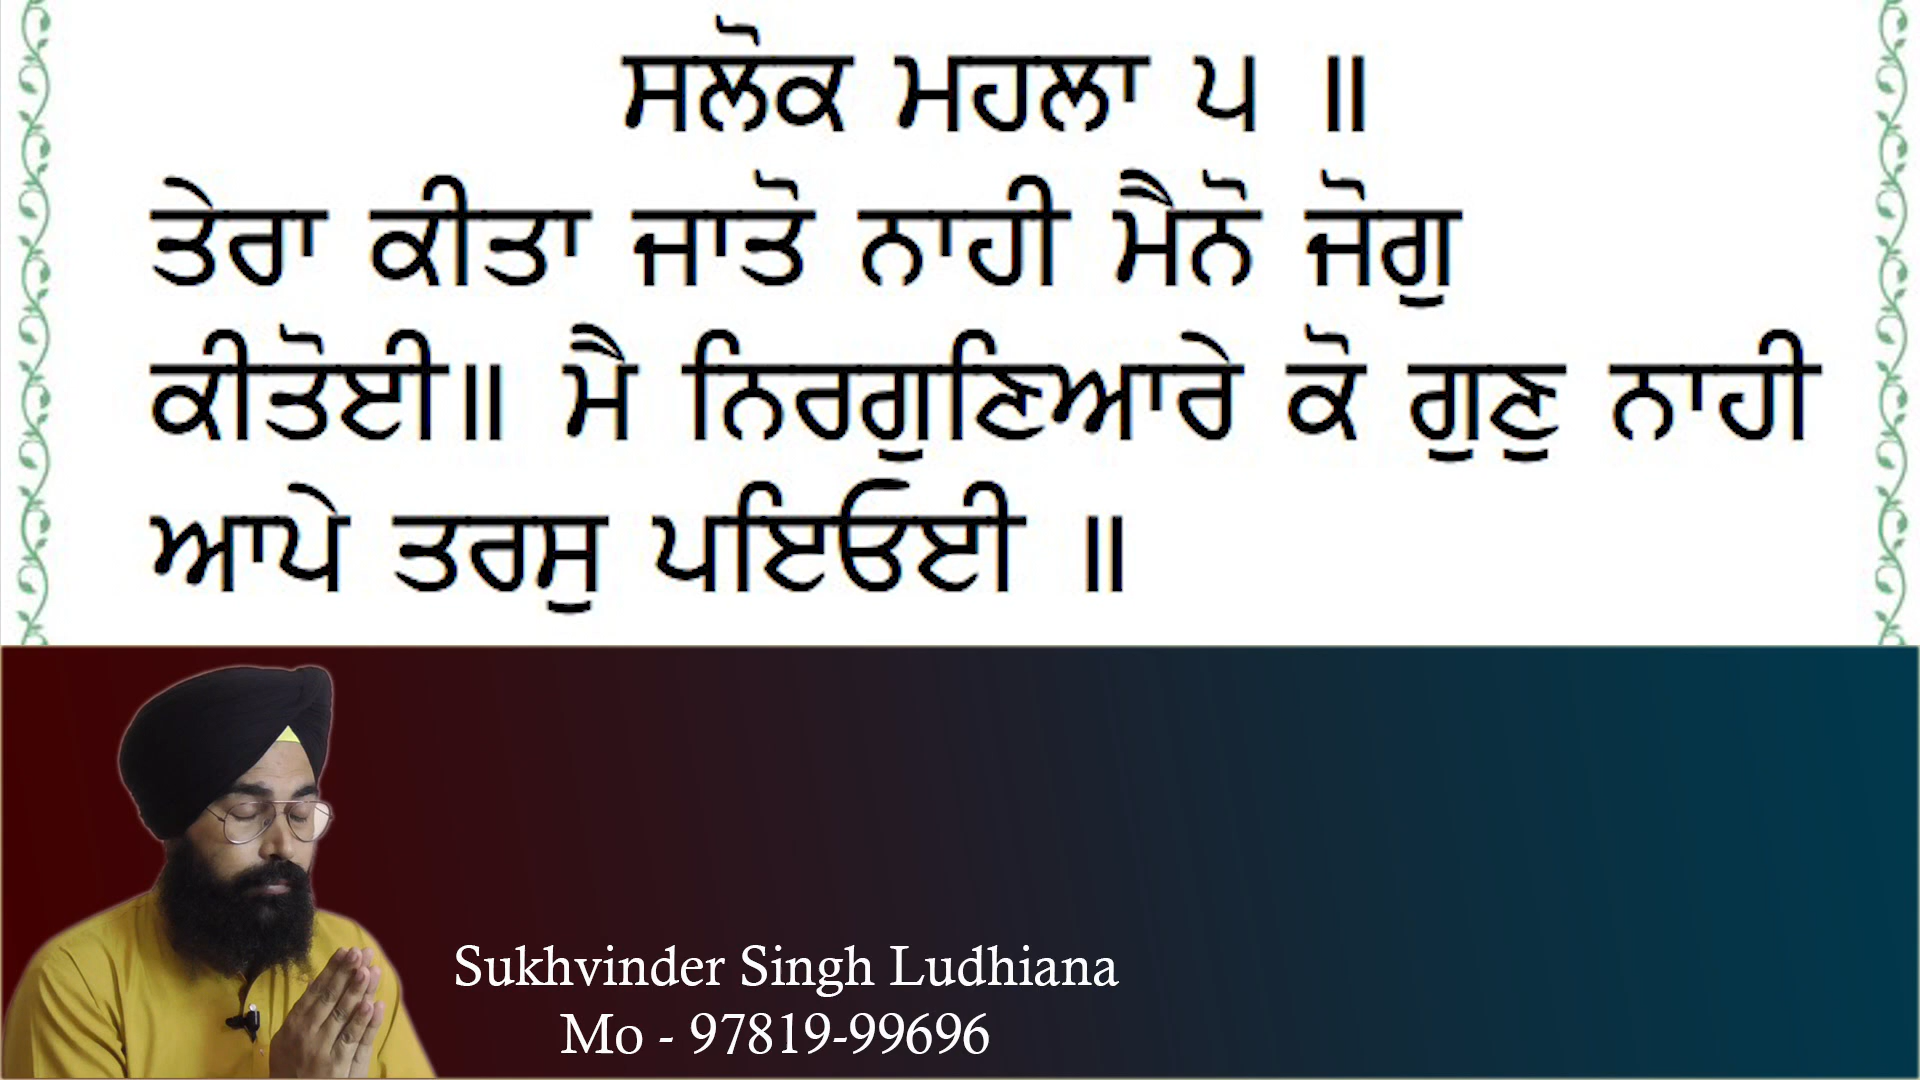 ਸਲੋਕ ਮਹਲਾ ੫ ॥
ਤੇਰਾ ਕੀਤਾ ਜਾਤੋ ਨਾਹੀ ਮੈਨੋ ਜੋਗੁ
ਕੀਤੋਈ॥ ਮੈ ਨਿਰਗੁਣਿਆਰੇ ਕੋ ਗੁਣੁ ਨਾਹੀ
ਆਪੇ ਤਰਸੁ ਪਇਓਈ ॥
Sukhvinder Singh Ludhiana
Mo - 97819-99696